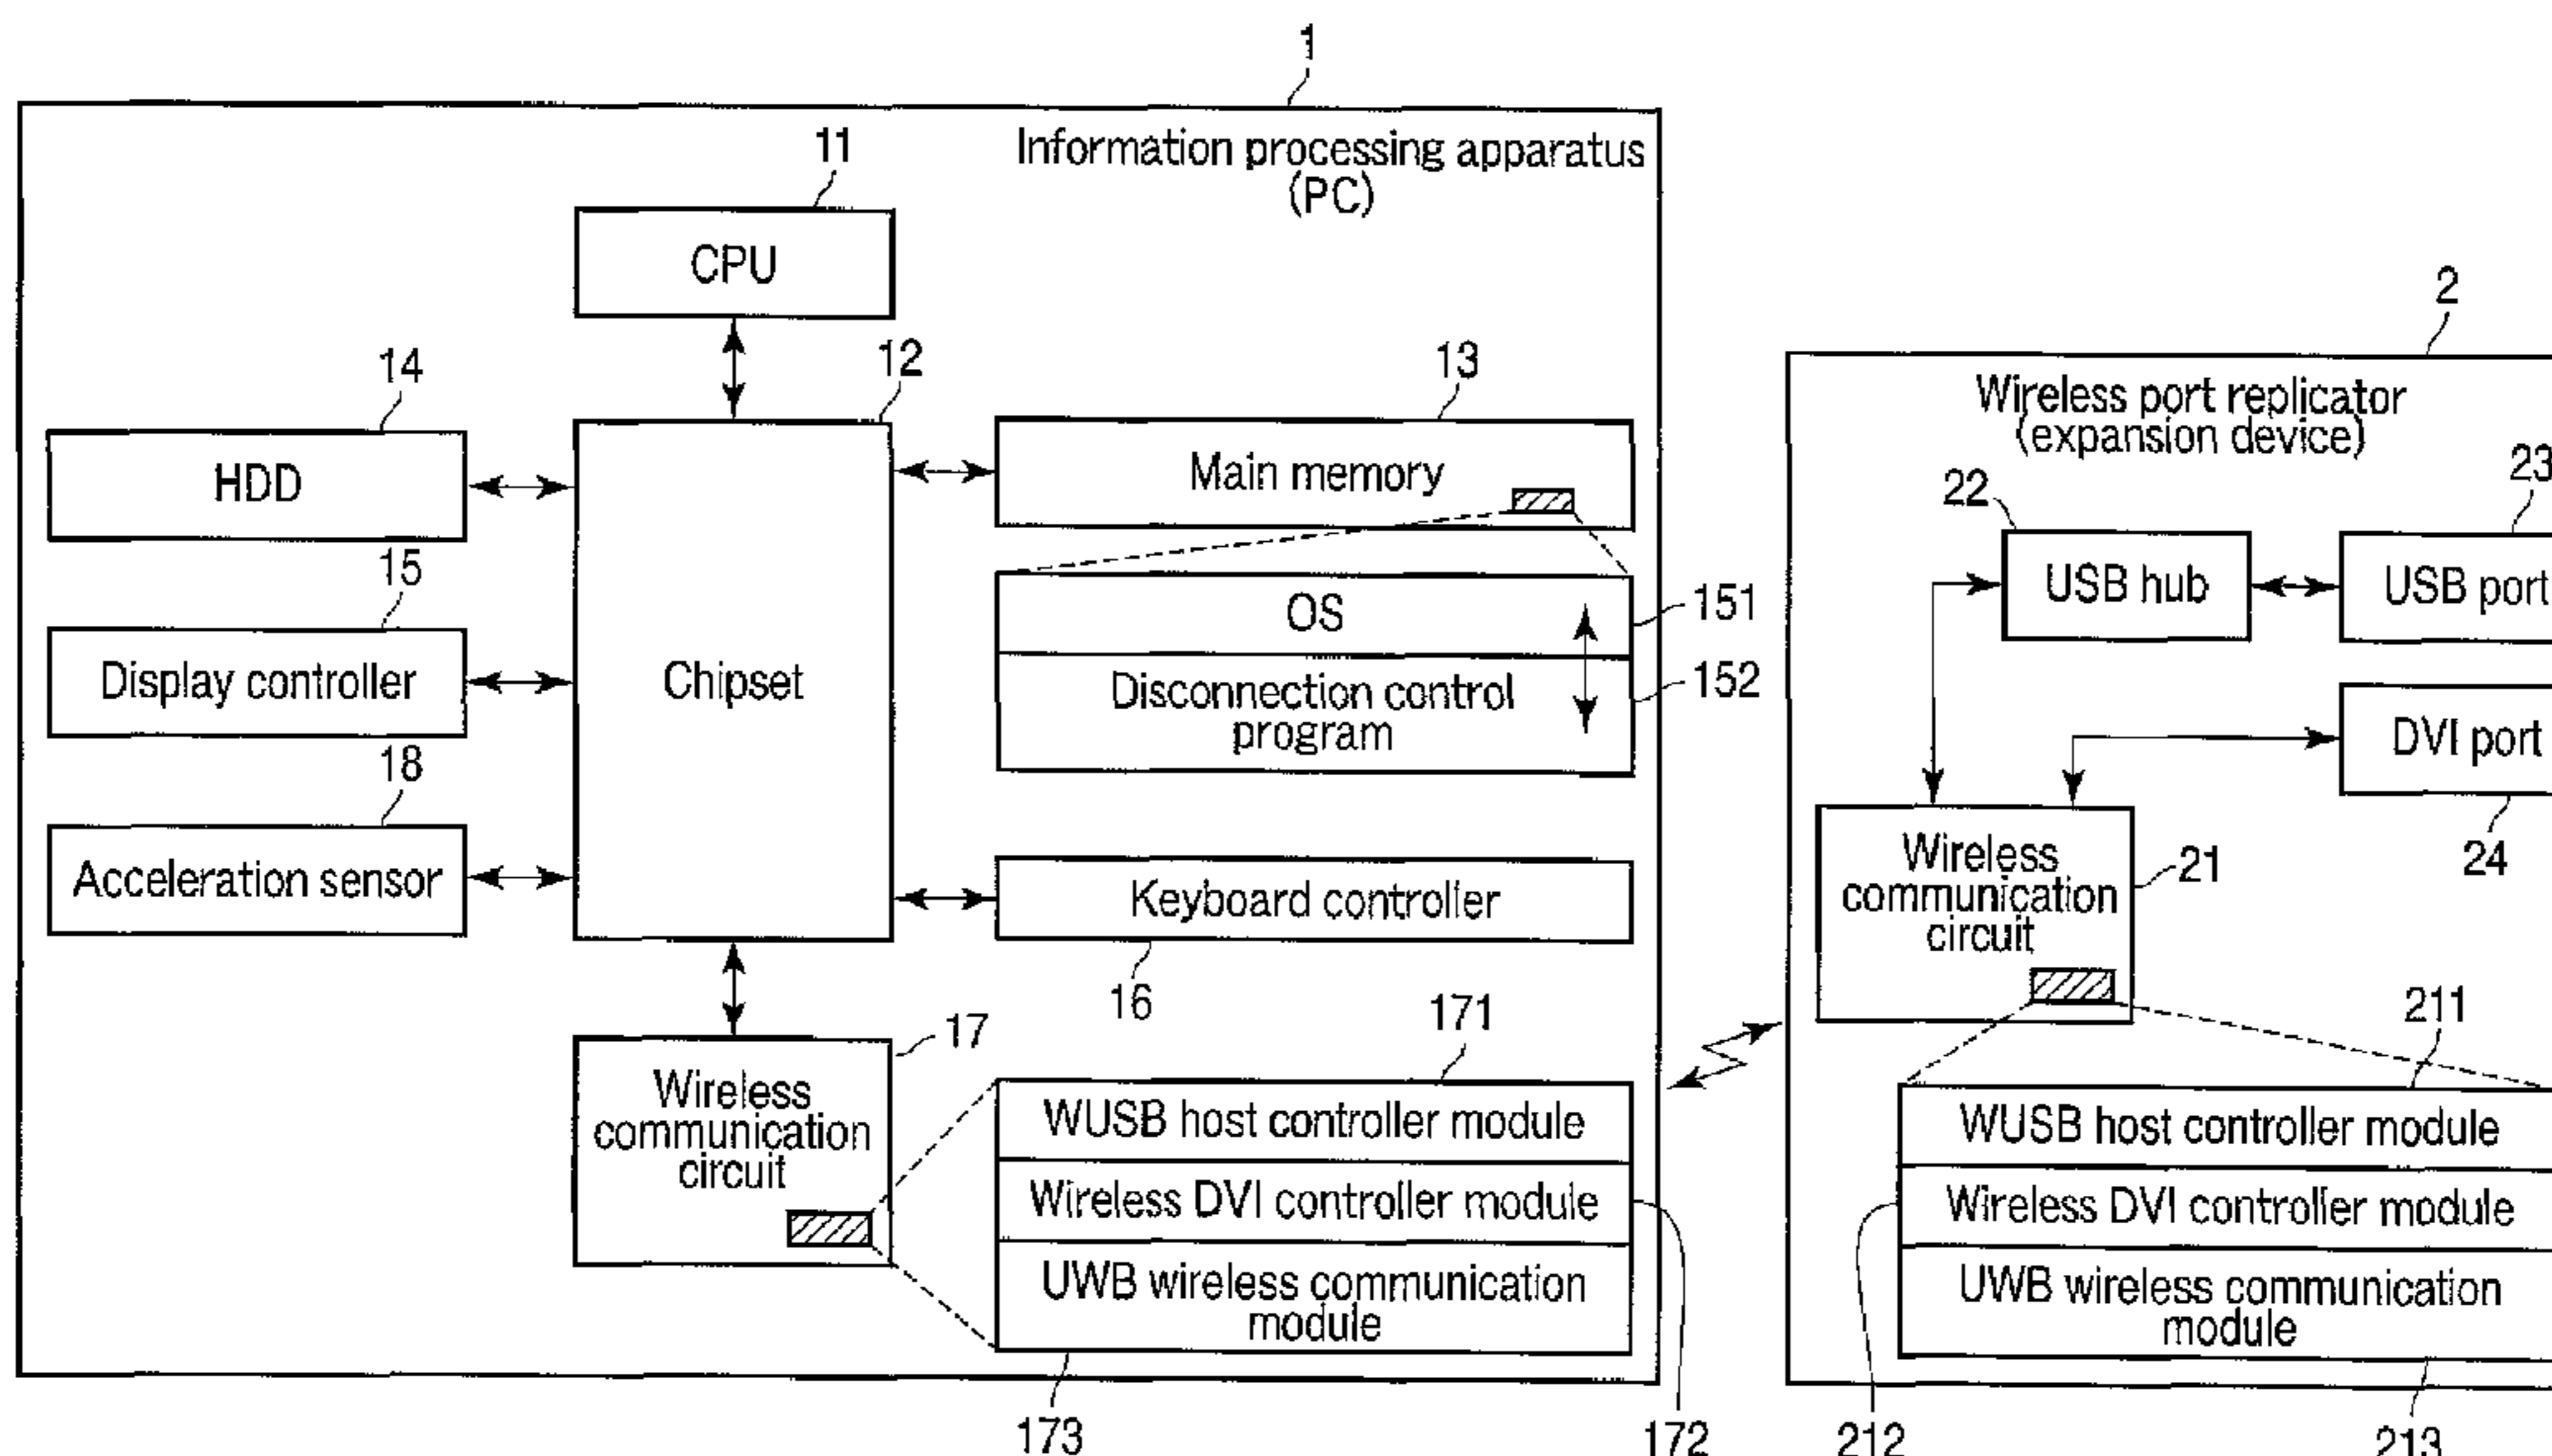 1
Information processing apparatus
(PC)
11
CPU
12
13
14
HDD
Main memory
15
OS
151
Display controller
Chipset
Disconnection control
program
152
18
Acceleration sensor
Keyboard controller
16
17
171
Wireless
communication
circuit
WUSB host controller module
Wireless DVI controller module
UWB wireless communication
module
173
172
2
Wireless port replicator
(expansion device)
22
23
USB hub
USB port
DVI port
24
Wireless
communication
circuit
21
211
WUSB host controller module
Wireless DVI controller module
UWB wireless communication
module
212
213